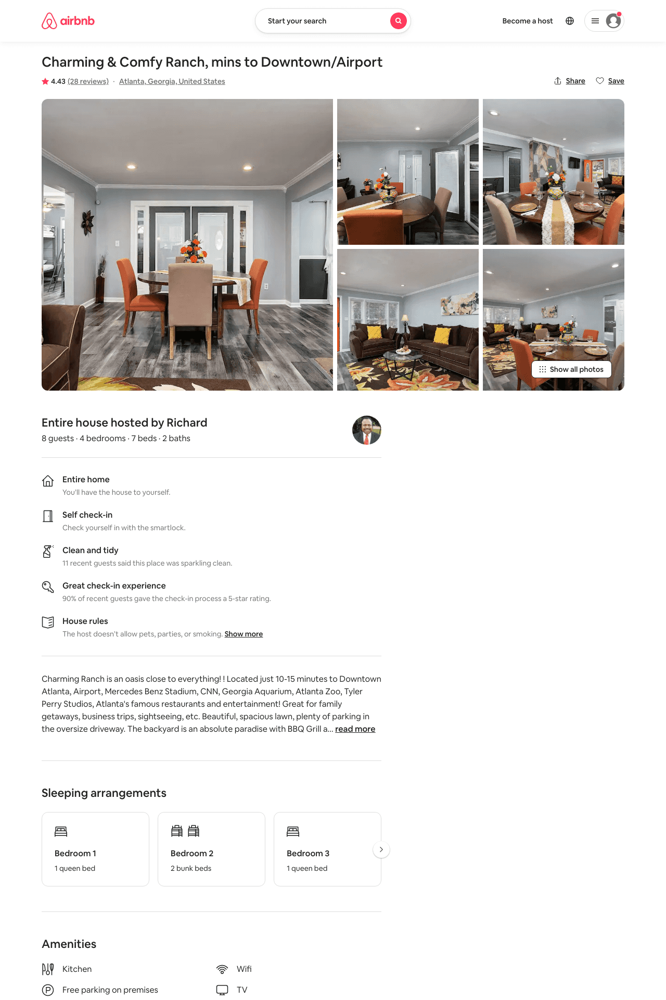 airbnb
Start your search
Become a host
Charming & Comfy Ranch, mins to Downtown/Airport
4.43 (28 reviews) · Atlanta, Georgia, United States
Share
Save
Show all photos
Entire house hosted by Richard
8 guests · 4 bedrooms · 7 beds · 2 baths
Entire home
You’ll have the house to yourself.
Self check-in
Check yourself in with the smartlock.
Clean and tidy
11 recent guests said this place was sparkling clean.
Great check-in experience
90% of recent guests gave the check-in process a 5-star rating.
House rules
The host doesn’t allow pets, parties, or smoking. Show more
Charming Ranch is an oasis close to everything! ! Located just 10-15 minutes to Downtown
Atlanta, Airport, Mercedes Benz Stadium, CNN, Georgia Aquarium, Atlanta Zoo, Tyler
Perry Studios, Atlanta's famous restaurants and entertainment! Great for family
getaways, business trips, sightseeing, etc. Beautiful, spacious lawn, plenty of parking in
the oversize driveway. The backyard is an absolute paradise with BBQ Grill a... read more
Sleeping arrangements
Bedroom 1
1 queen bed
Bedroom 2
2 bunk beds
Bedroom 3
1 queen bed
Amenities
Kitchen
Wifi
Free parking on premises
TV